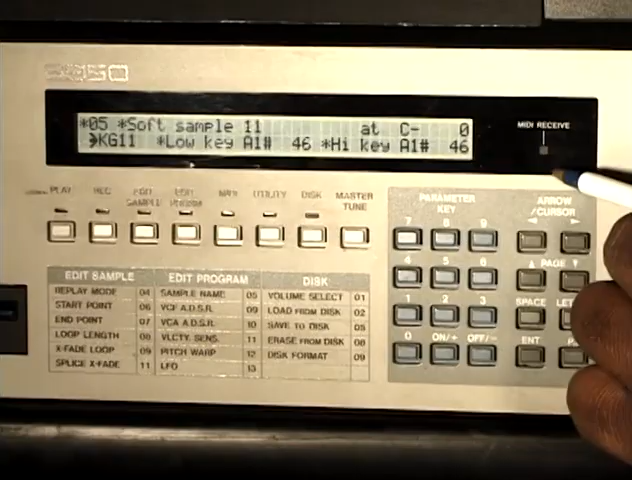 S950
*05 *Soft sample 11 at C- 0
KG11 *Low key A1# 46 *Hi key A1# 46
MIDI RECEIVE
PLAY REC EDIT SAMPLE EDIT PROGRAM MIDI UTILITY DISK MASTER TUNE
PARAMETER KEY
ARROW /CURSOR
7 8 9
4 5 6
PAGE
1 2 3
SPACE
0 ON/+ OFF/-
ENT
EDIT SAMPLE
REPLAY MODE 04
START POINT 06
END POINT 07
LOOP LENGTH 08
X-FADE LOOP 09
SPLICE X-FADE 11
EDIT PROGRAM
SAMPLE NAME 05
VCF A.D.S.R. 09
VCA A.D.S.R. 10
VLCTY. SENS. 11
PITCH WARP 12
LFO 13
DISK
VOLUME SELECT 01
LOAD FROM DISK 02
SAVE TO DISK 05
ERASE FROM DISK 08
DISK FORMAT 09